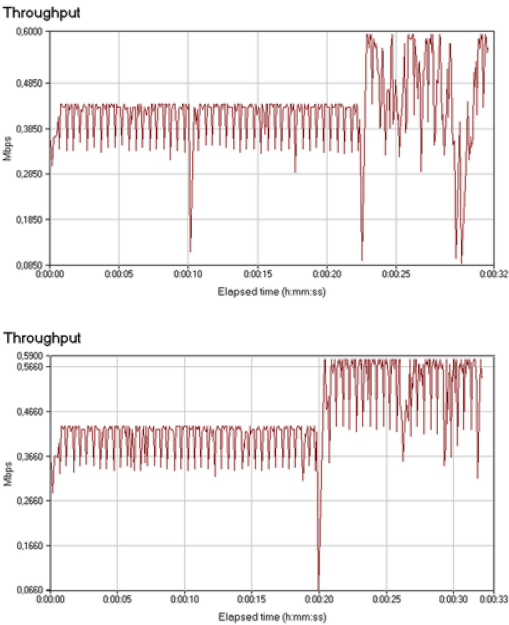 Throughput
0,6000
0,4850
0,3850
0,2850
0,1850
0,0850
Mbps
0:00:00 0:00:05 0:00:10 0:00:15 0:00:20 0:00:25 0:00:32
Elapsed time (h:mm:ss)
Throughput
0,5900
0,5660
0,4660
0,3660
0,2660
0,1660
0,0660
Mbps
0:00:00 0:00:05 0:00:10 0:00:15 0:00:20 0:00:25 0:00:30 0:00:33
Elapsed time (h:mm:ss)